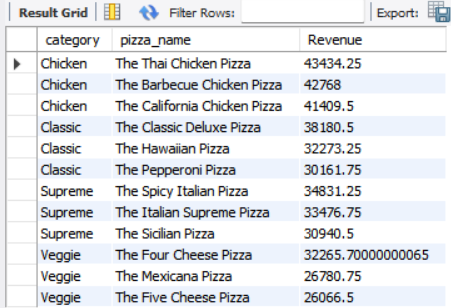 Result Grid Filter Rows: Export:
category pizza_name Revenue
Chicken The Thai Chicken Pizza 43434.25
Chicken The Barbecue Chicken Pizza 42768
Chicken The California Chicken Pizza 41409.5
Classic The Classic Deluxe Pizza 38180.5
Classic The Hawaiian Pizza 32273.25
Classic The Pepperoni Pizza 30161.75
Supreme The Spicy Italian Pizza 34831.25
Supreme The Italian Supreme Pizza 33476.75
Supreme The Sicilian Pizza 30940.5
Veggie The Four Cheese Pizza 32265.70000000065
Veggie The Mexicana Pizza 26780.75
Veggie The Five Cheese Pizza 26066.5